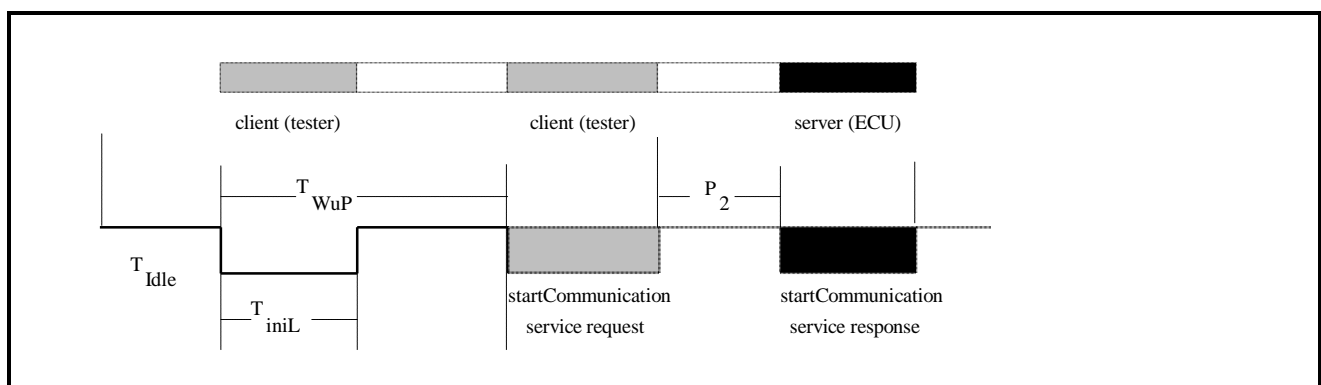 client (tester) client (tester) server (ECU)
T WuP P 2
T Idle
T iniL
startCommunication startCommunication
service request service response